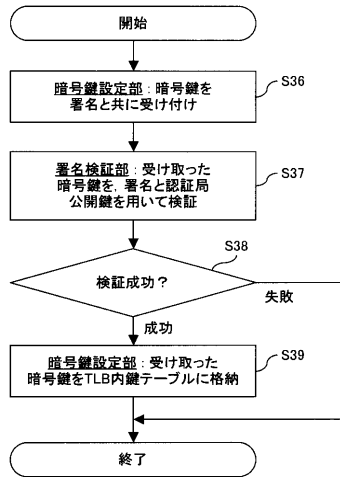 開始
暗号鍵設定部：暗号鍵を
署名と共に受け付け
S36
署名検証部：受け取った
暗号鍵を，署名と認証局
公開鍵を用いて検証
S37
検証成功？
S38
失敗
成功
暗号鍵設定部：受け取った
暗号鍵をTLB内鍵テーブルに格納
S39
終了